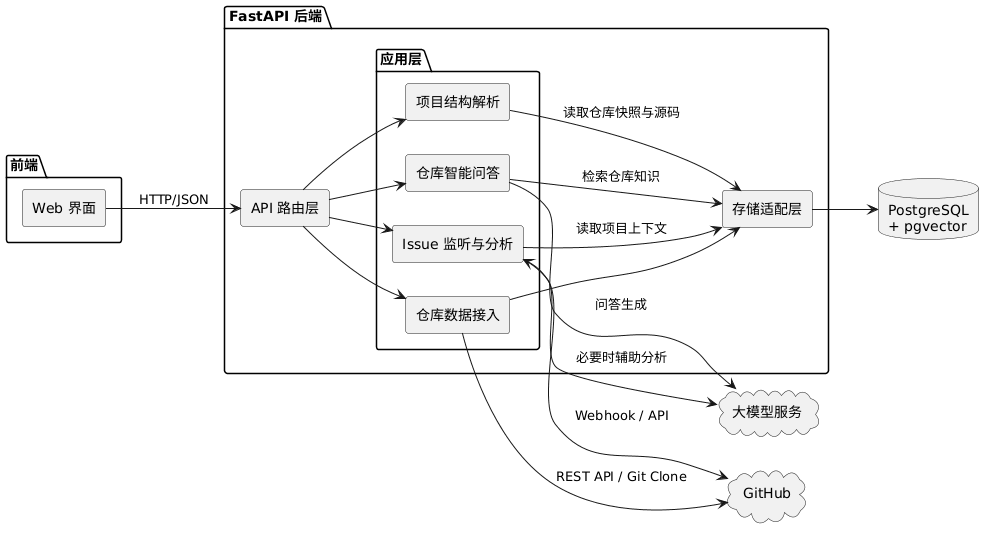 FastAPI 后端
应用层
项目结构解析
读取仓库快照与源码
前端
仓库智能问答
检索仓库知识
Web 界面
HTTP/JSON
API 路由层
存储适配层
PostgreSQL
+ pgvector
Issue 监听与分析
读取项目上下文
仓库数据接入
问答生成
必要时辅助分析
大模型服务
Webhook / API
REST API / Git Clone
GitHub